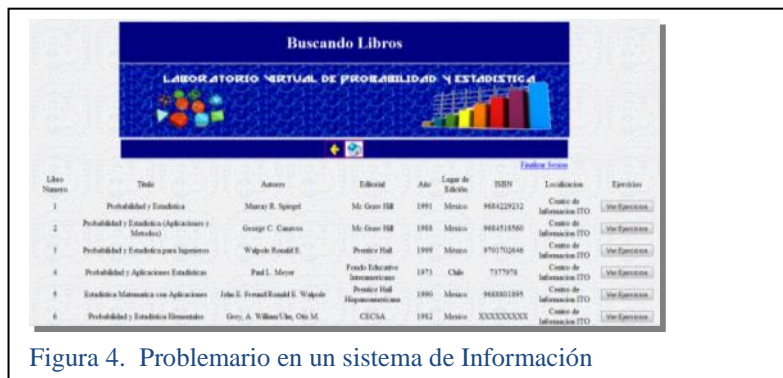 Buscando Libros
LABORATORIO VIRTUAL DE PROBABILIDAD Y ESTADISTICA
Finalizar Sesion
Libro Numero Titulo Autores Editorial Año Lugar de Edición ISBN Localizacion Ejercicios
1 Probabilidad y Estadistica Murray R. Spiegel Mc Graw Hill 1991 Mexico 9684229232 Centro de Informacion ITO Ver Ejercicios
2 Probabilidad y Estadistica (Aplicaciones y Metodos) George C. Canavos Mc Graw Hill 1988 Mexico 9684518560 Centro de Informacion ITO Ver Ejercicios
3 Probabilidad y Estadistica para Ingenieros Walpole Ronald E. Prentice Hall 1999 Mexico 9701702646 Centro de Informacion ITO Ver Ejercicios
4 Probabilidad y Aplicaciones Estadisticas Paul L. Meyer Fondo Educativo Interamericano 1973 Chile 7377978 Centro de Informacion ITO Ver Ejercicios
5 Estadistica Matematica con Aplicaciones John E. Freund/Ronald E. Walpole Prentice Hall Hispanoamericana 1990 Mexico 9688801895 Centro de Informacion ITO Ver Ejercicios
6 Probabilidad y Estadistica Elementales Grey, A. William/Ulm, Otis M. CECSA 1982 Mexico XXXXXXXXXX Centro de Informacion ITO Ver Ejercicios
Figura 4. Problemario en un sistema de Información